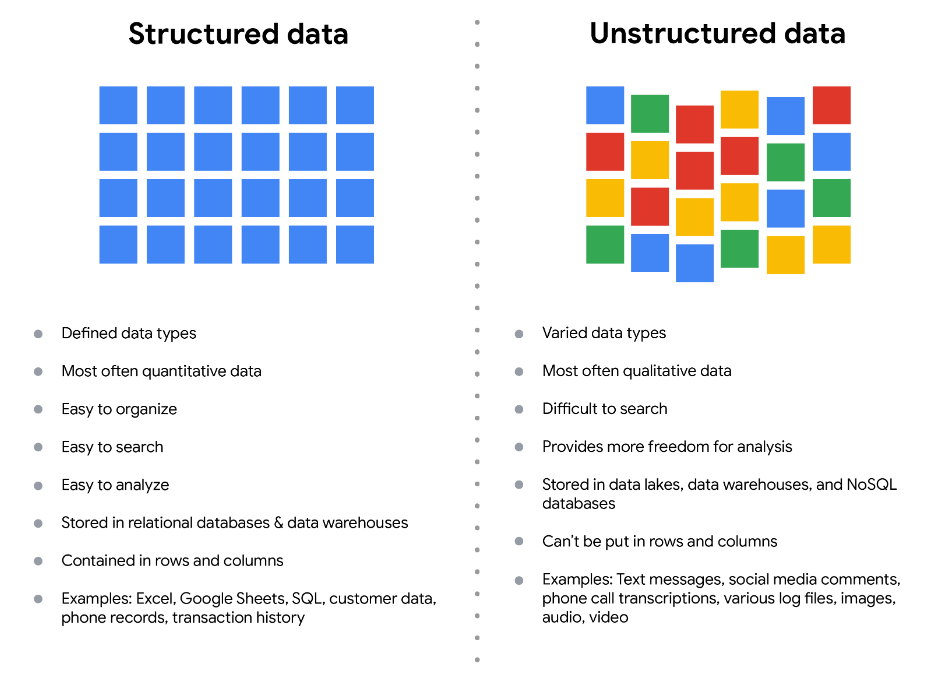 Structured data
Defined data types
Most often quantitative data
Easy to organize
Easy to search
Easy to analyze
Stored in relational databases & data warehouses
Contained in rows and columns
Examples: Excel, Google Sheets, SQL, customer data,
phone records, transaction history
Unstructured data
Varied data types
Most often qualitative data
Difficult to search
Provides more freedom for analysis
Stored in data lakes, data warehouses, and NoSQL
databases
Can't be put in rows and columns
Examples: Text messages, social media comments,
phone call transcriptions, various log files, images,
audio, video